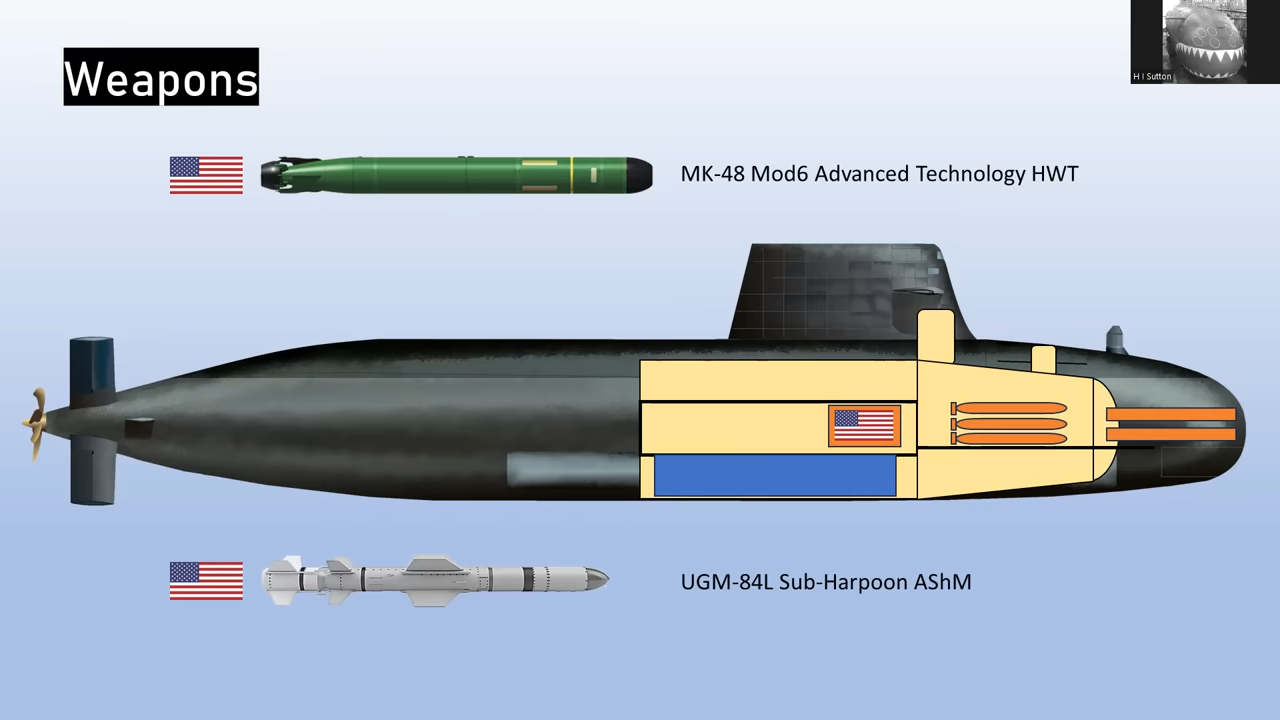 Weapons
H I Sutton
MK-48 Mod6 Advanced Technology HWT
UGM-84L Sub-Harpoon AShM